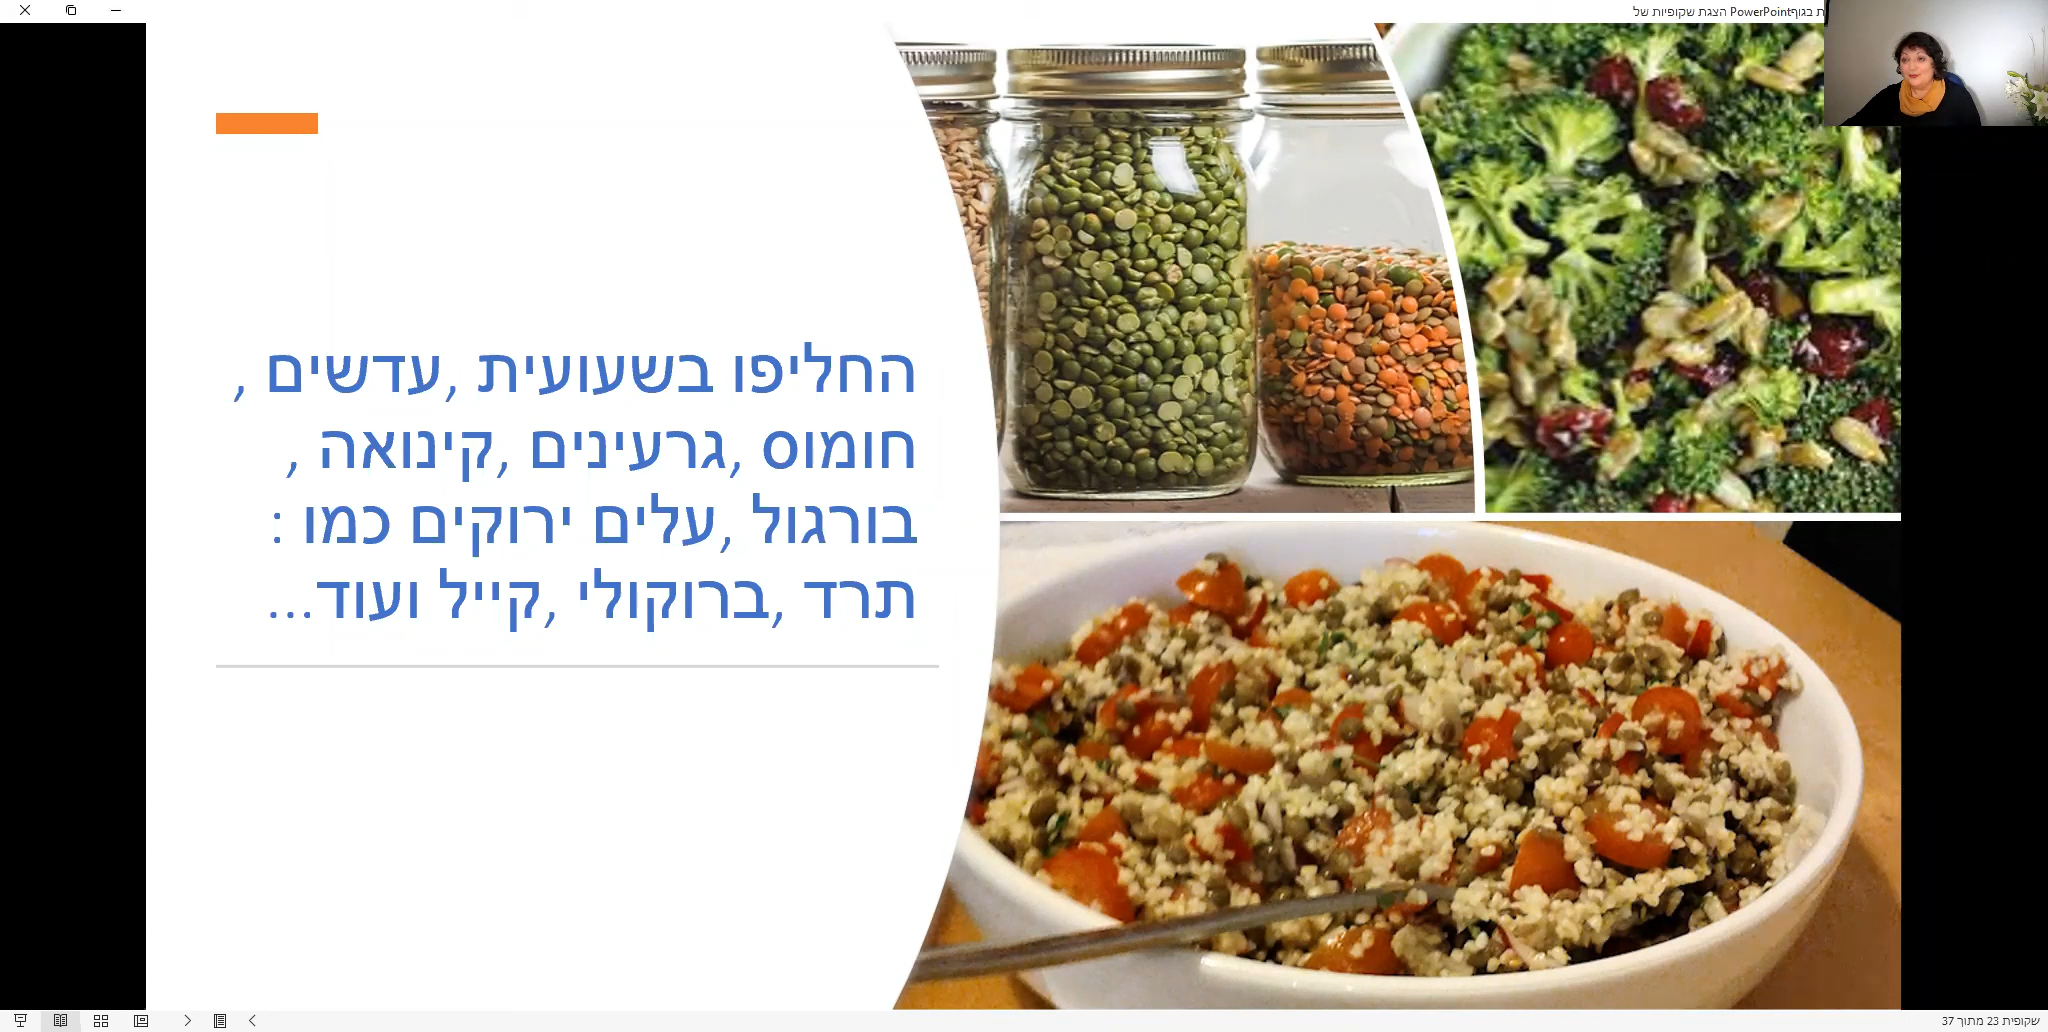 הצגת שקופיות של PowerPoint
החליפו בשעועית ,עדשים ,
חומוס ,גרעינים ,קינואה ,
בורגול ,עלים ירוקים כמו :
תרד ,ברוקולי ,קייל ועוד...
שקופית 23 מתוך 37